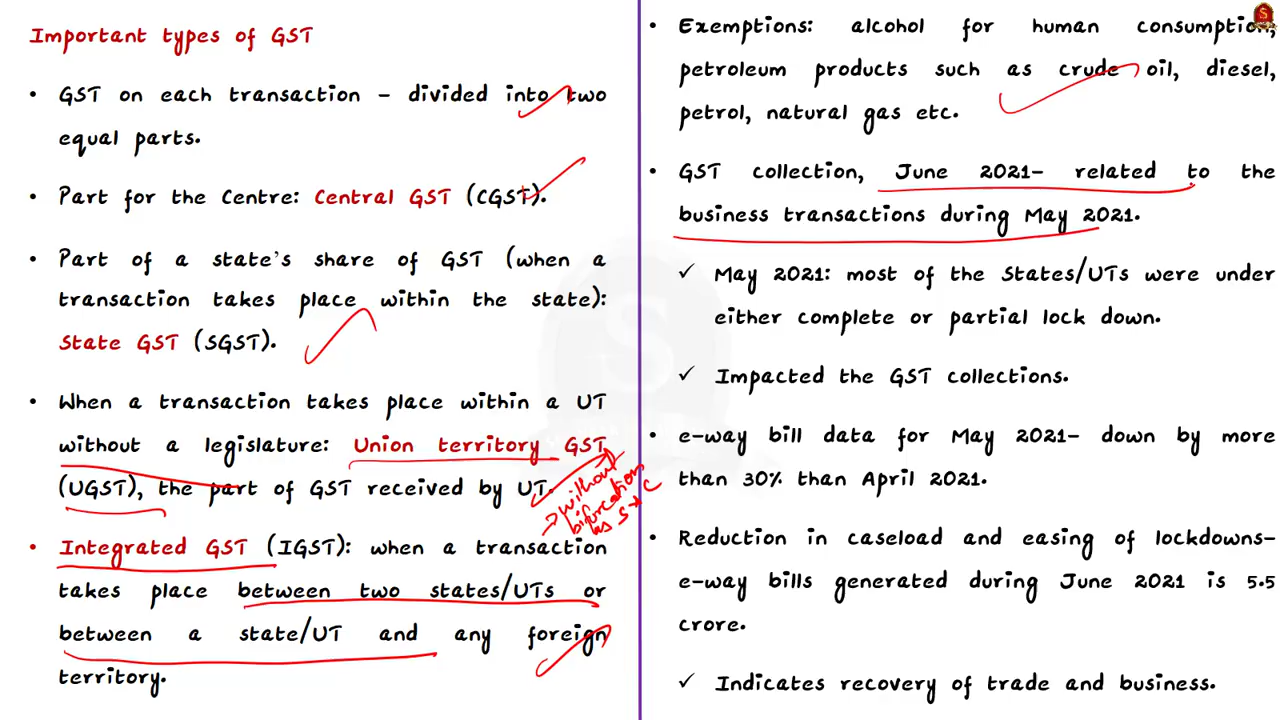 Important types of GST
• GST on each transaction – divided into two
equal parts.
• Part for the Centre: Central GST (CGST).
• Part of a state's share of GST (when a
transaction takes place within the state):
State GST (SGST).
• When a transaction takes place within a UT
without a legislature: Union territory GST
(UGST), the part of GST received by UT.
→ without
bifurcation
as S & C
• Integrated GST (IGST): when a transaction
takes place between two states/UTs or
between a state/UT and any foreign
territory.
• Exemptions: alcohol for human consumption,
petroleum products such as crude oil, diesel,
petrol, natural gas etc.
• GST collection, June 2021- related to the
business transactions during May 2021.
✓ May 2021: most of the States/UTs were under
either complete or partial lock down.
✓ Impacted the GST collections.
• e-way bill data for May 2021- down by more
than 30% than April 2021.
• Reduction in caseload and easing of lockdowns-
e-way bills generated during June 2021 is 5.5
crore.
✓ Indicates recovery of trade and business.